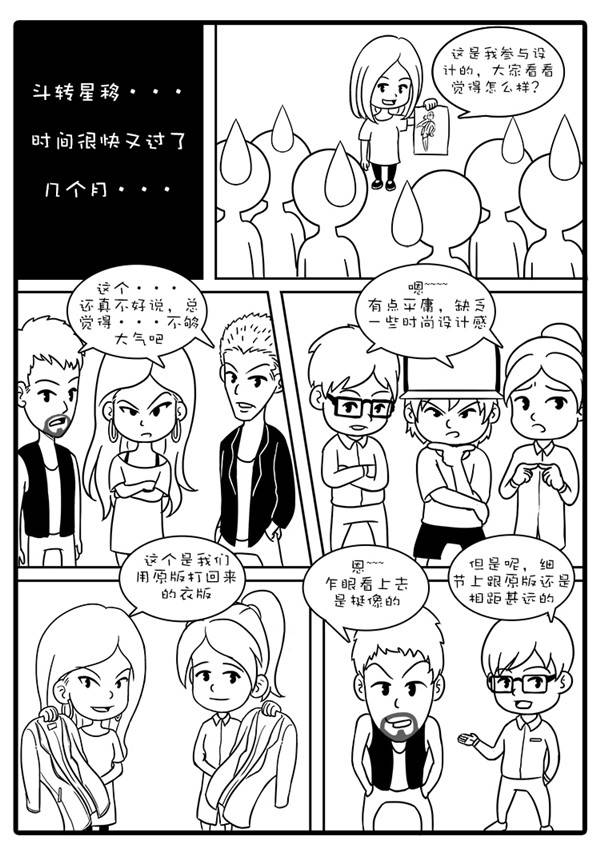 斗转星移・・・
时间很快又过了
几个月・・・
这是我参与设
计的，大家看看
觉得怎么样？
这个・・・
还真不好说，总
觉得・・・不够
大气吧
嗯~~~~
有点平庸，缺乏
一些时尚设计感
这个是我们
用原版打回来
的衣版
恩~~~
乍眼看上去
是挺像的
但是呢，细
节上跟原版还是
相距甚远的